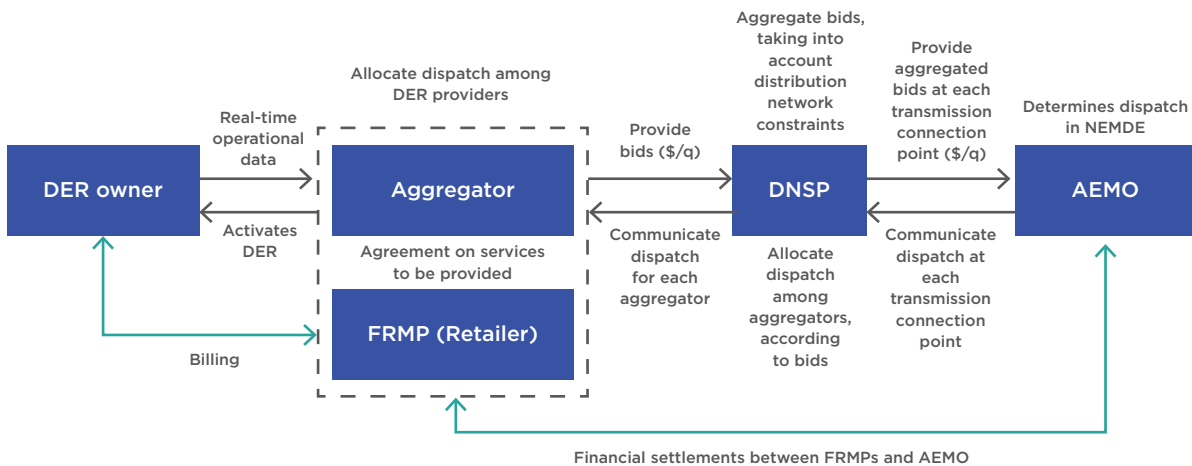 Allocate dispatch among
DER providers
Aggregate bids,
taking into
account
distribution
network
constraints
Provide
aggregated
bids at each
transmission
connection
point ($/q)
Determines dispatch
in NEMDE
Real-time
operational
data
Provide
bids ($/q)
DER owner
Aggregator
DNSP
AEMO
Activates
DER
Agreement on services
to be provided
Communicate
dispatch
for each
aggregator
Allocate
dispatch
among
aggregators,
according
to bids
Communicate
dispatch at
each
transmission
connection
point
FRMP (Retailer)
Billing
Financial settlements between FRMPs and AEMO